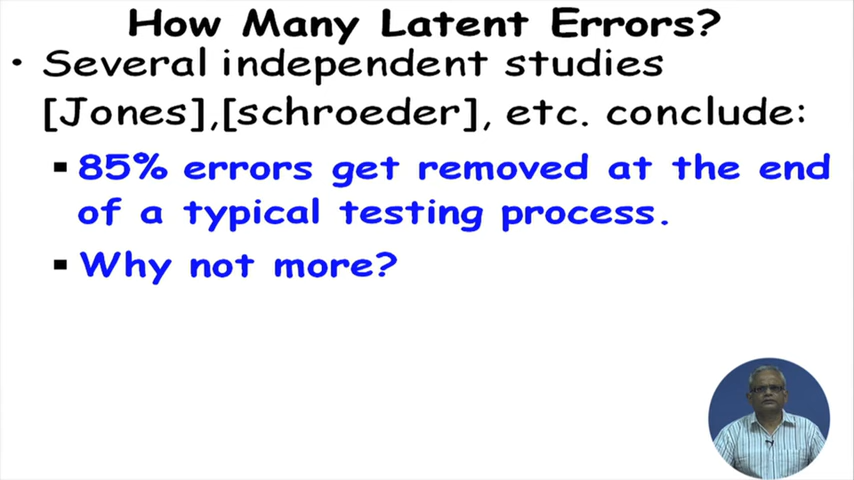 How Many Latent Errors?
• Several independent studies
[Jones],[schroeder], etc. conclude:
▪ 85% errors get removed at the end
of a typical testing process.
▪ Why not more?